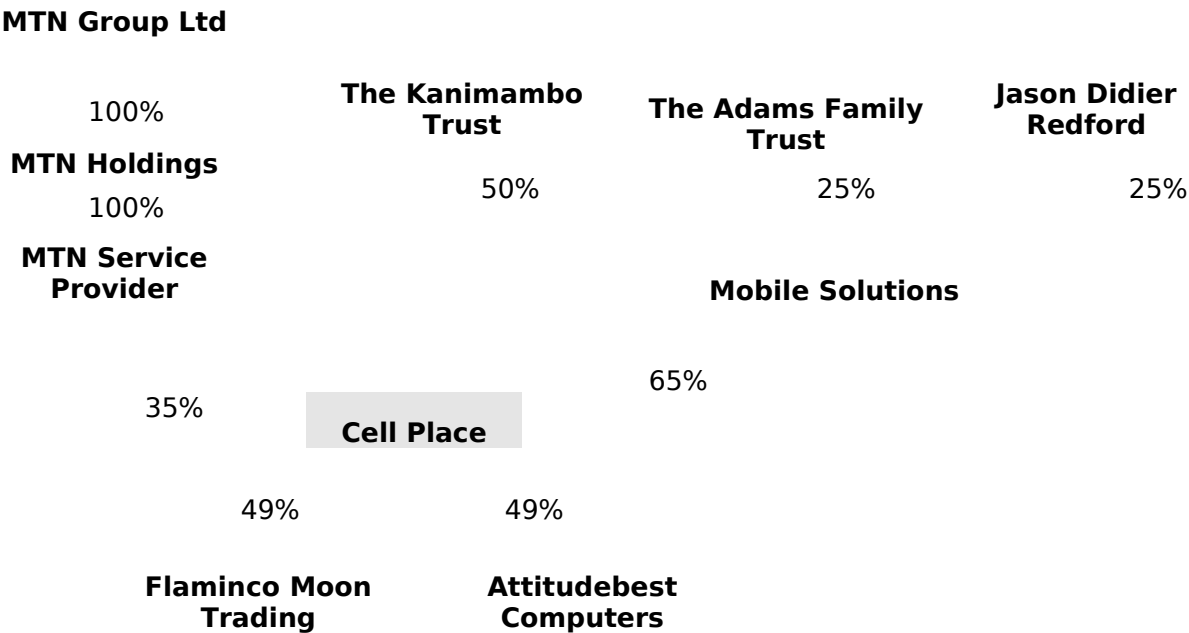 MTN Group Ltd
The Kanimambo
Trust
The Adams Family
Trust
Jason Didier
Redford
100%
MTN Holdings
50%
25%
25%
100%
MTN Service
Provider
Mobile Solutions
65%
35%
Cell Place
49%
49%
Flaminco Moon
Trading
Attitudebest
Computers